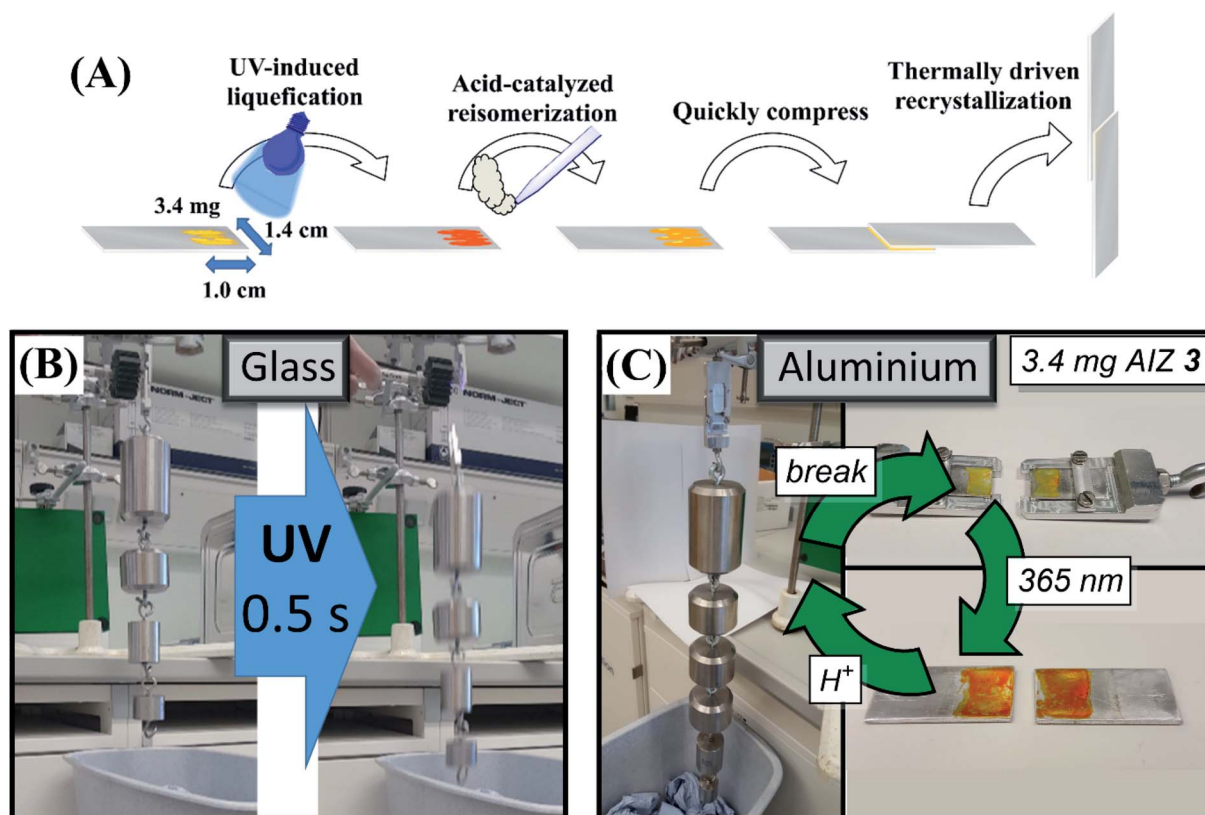 (A)
UV-induced
liquefication
Acid-catalyzed
reisomerization
Quickly compress
Thermally driven
recrystallization
3.4 mg
1.4 cm
1.0 cm
(B)
Glass
NORM-JECT
UV
0.5 s
(C)
Aluminium
3.4 mg AIZ 3
break
365 nm
H+